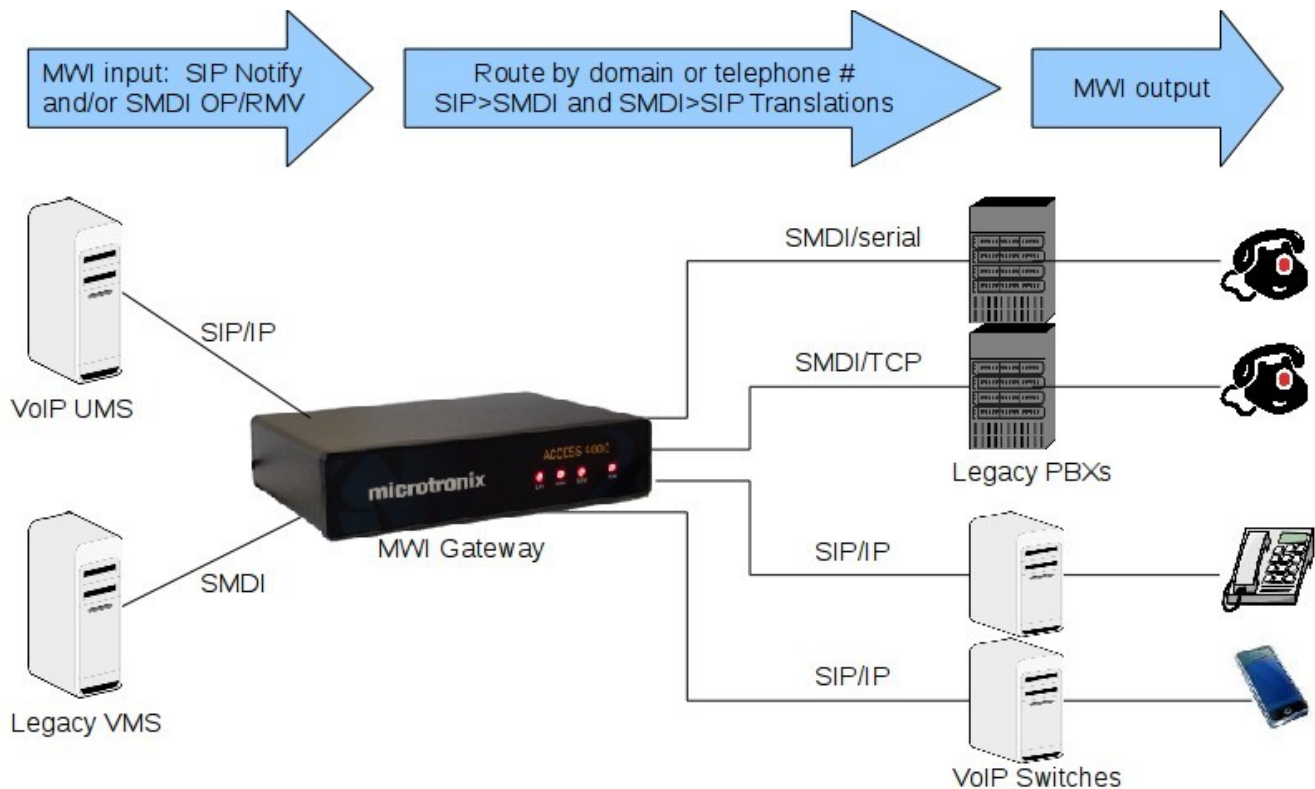 MWI input: SIP Notify
and/or SMDI OP/RMV
Route by domain or telephone #
SIP>SMDI and SMDI>SIP Translations
MWI output
SMDI/serial
SIP/IP
SMDI/TCP
VoIP UMS
microtronix
Legacy PBXs
MWI Gateway
SIP/IP
SMDI
SIP/IP
Legacy VMS
VoIP Switches